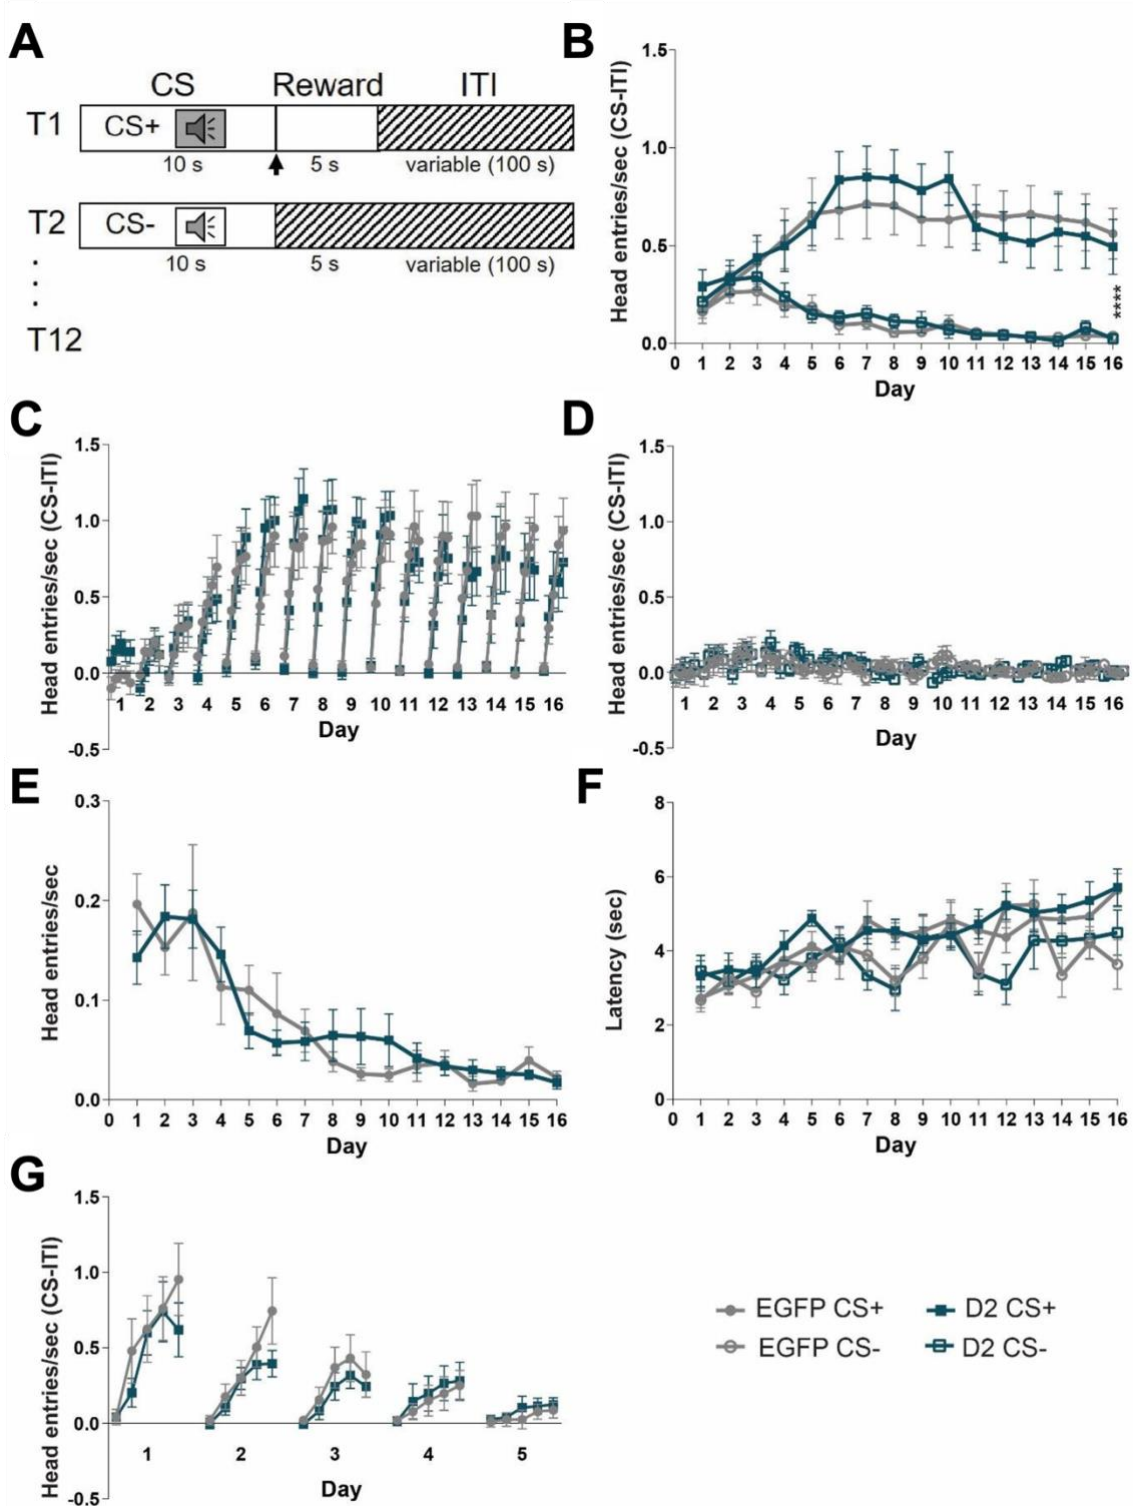 A
CS Reward ITI
T1 CS+
10 s 5 s variable (100 s)
T2 CS-
10 s 5 s variable (100 s)
T12
B
Head entries/sec (CS-ITI)
1.5
1.0
0.5
0.0
0 1 2 3 4 5 6 7 8 9 10 11 12 13 14 15 16
Day
****
C
Head entries/sec (CS-ITI)
1.5
1.0
0.5
0.0
-0.5
1 2 3 4 5 6 7 8 9 10 11 12 13 14 15 16
Day
D
Head entries/sec (CS-ITI)
1.5
1.0
0.5
0.0
-0.5
1 2 3 4 5 6 7 8 9 10 11 12 13 14 15 16
Day
E
Head entries/sec
0.3
0.2
0.1
0.0
0 1 2 3 4 5 6 7 8 9 10 11 12 13 14 15 16
Day
F
Latency (sec)
8
6
4
2
0
0 1 2 3 4 5 6 7 8 9 10 11 12 13 14 15 16
Day
G
Head entries/sec (CS-ITI)
1.5
1.0
0.5
0.0
-0.5
1 2 3 4 5
Day
EGFP CS+ D2 CS+
EGFP CS- D2 CS-